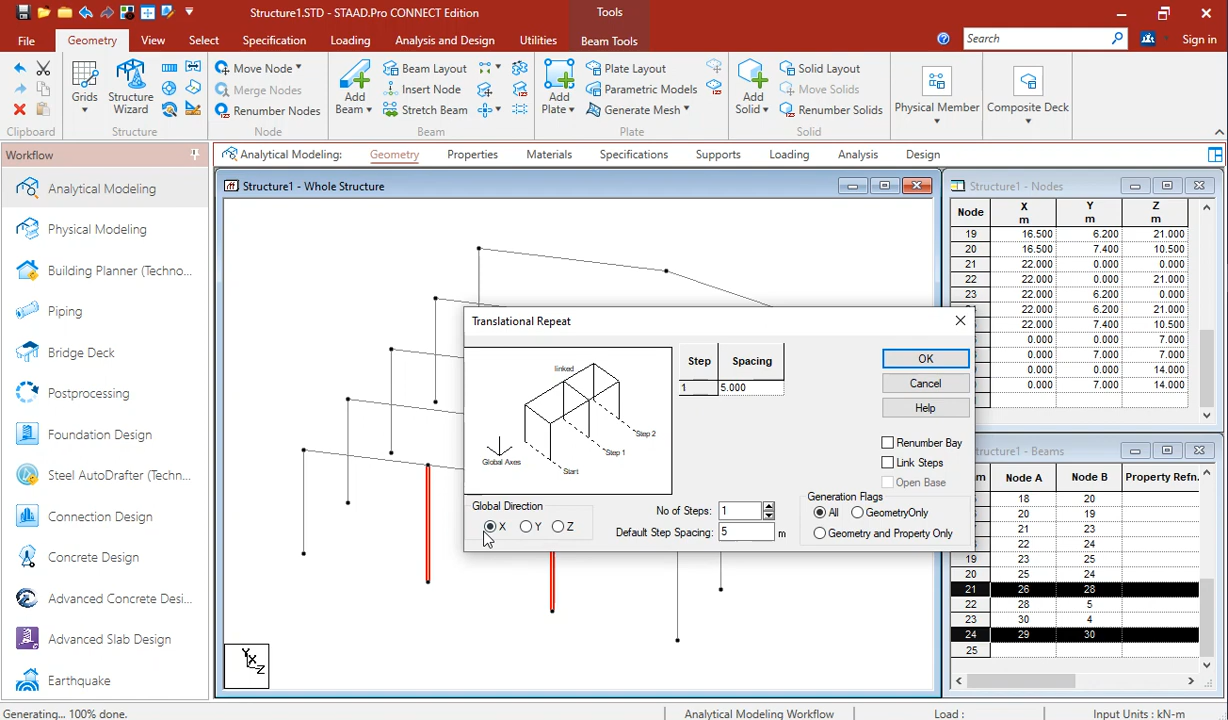 Structure1.STD - STAAD.Pro CONNECT Edition
Tools
File
Geometry
View
Select
Specification
Loading
Analysis and Design
Utilities
Beam Tools
Search
Sign in
Grids
Structure
Wizard
Move Node
Merge Nodes
Renumber Nodes
Add
Beam
Beam Layout
Insert Node
Stretch Beam
Add
Plate
Plate Layout
Parametric Models
Generate Mesh
Add
Solid
Solid Layout
Move Solids
Renumber Solids
Physical
Member
Composite
Deck
Clipboard
Structure
Node
Beam
Plate
Solid
Workflow
Analytical Modeling:
Geometry
Properties
Materials
Specifications
Supports
Loading
Analysis
Design
Analytical Modeling
Physical Modeling
Building Planner (Techno...
Piping
Bridge Deck
Postprocessing
Foundation Design
Steel AutoDrafter (Technol...
Connection Design
Concrete Design
Advanced Concrete Desi...
Advanced Slab Design
Earthquake
Structure1 - Whole Structure
Translational Repeat
linked
Step 2
Step 1
Start
Global Axes
Global Direction
X Y Z
Step Spacing
1 5.000
No of Steps: 1
Default Step Spacing: 5 m
OK
Cancel
Help
Renumber Bay
Link Steps
Open Base
Generation Flags
All GeometryOnly
Geometry and Property Only
Y
X
Z
Structure1 - Nodes
Node X m Y m Z m
19 16.500 6.200 21.000
20 16.500 7.400 10.500
21 22.000 0.000 0.000
22 22.000 0.000 21.000
23 22.000 6.200 0.000
22.000 6.200 21.000
22.000 7.400 10.500
0.000 0.000 7.000
0.000 7.000 7.000
0.000 0.000 14.000
0.000 7.000 14.000
Structure1 - Beams
Node A Node B Property Refn.
18 20
20 19
21 23
22 24
19 23 25
20 25 24
21 26 28
22 28 5
23 30 4
24 29 30
25
Generating... 100% done.
Analytical Modeling Workflow
Load :
Input Units : kN-m